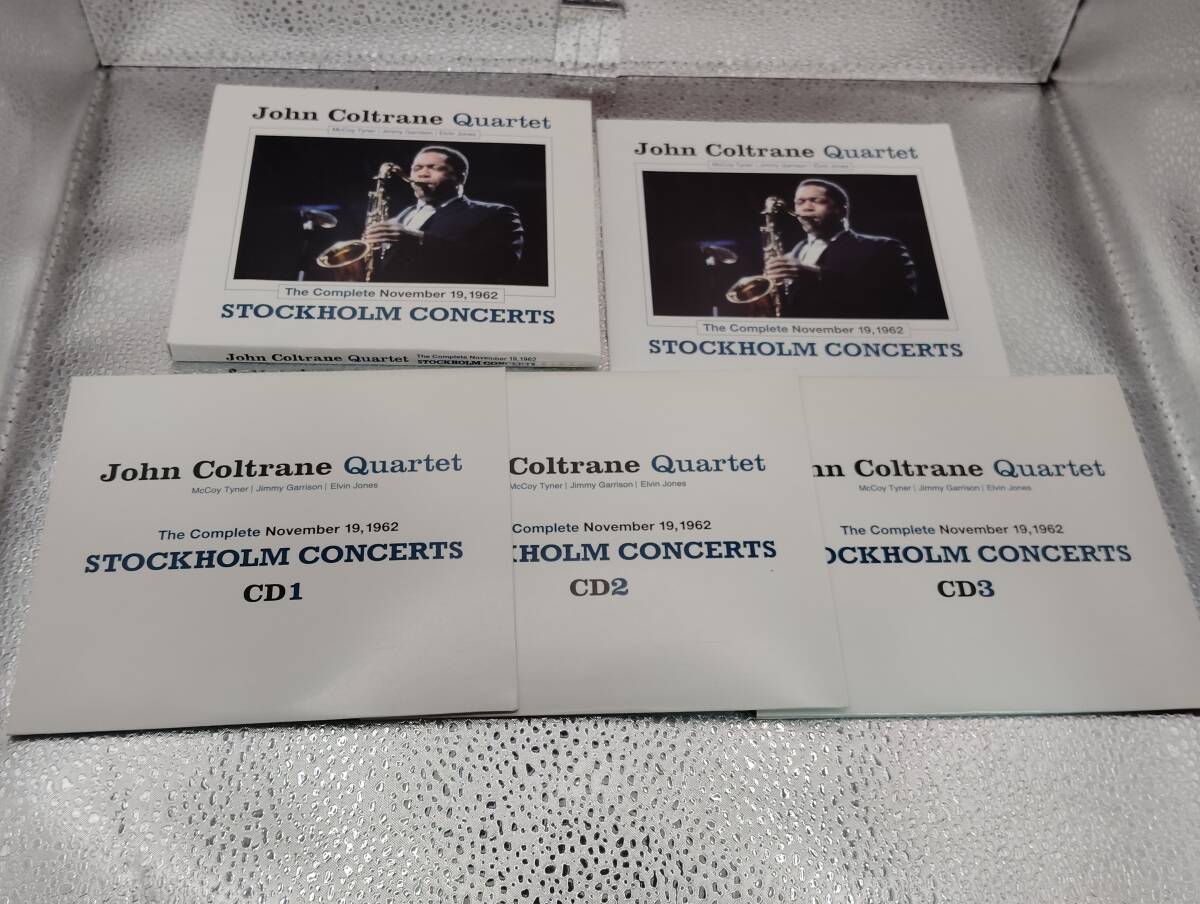 John Coltrane Quartet
McCoy Tyner | Jimmy Garrison | Elvin Jones
The Complete November 19, 1962
STOCKHOLM CONCERTS
John Coltrane Quartet The Complete November 19, 1962
STOCKHOLM CONCERTS
John Coltrane Quartet
McCoy Tyner | Jimmy Garrison | Elvin Jones
The Complete November 19, 1962
STOCKHOLM CONCERTS
John Coltrane Quartet
McCoy Tyner | Jimmy Garrison | Elvin Jones
The Complete November 19, 1962
STOCKHOLM CONCERTS
CD1
Coltrane Quartet
McCoy Tyner | Jimmy Garrison | Elvin Jones
Complete November 19, 1962
KHOLM CONCERTS
CD2
hn Coltrane Quartet
McCoy Tyner | Jimmy Garrison | Elvin Jones
The Complete November 19, 1962
OCKHOLM CONCERTS
CD3